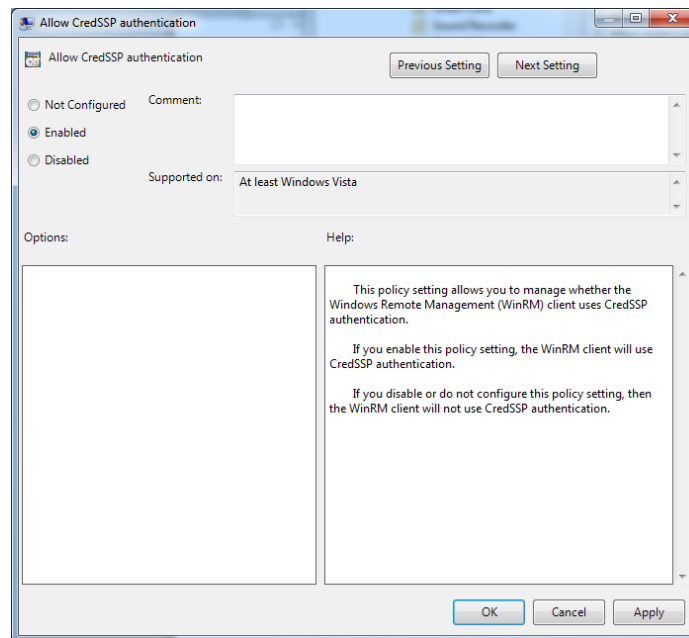 Allow CredSSP authentication
Sound Recorder
Allow CredSSP authentication
Previous Setting
Next Setting
Not Configured
Comment:
Enabled
Disabled
Supported on:
At least Windows Vista
Options:
Help:
This policy setting allows you to manage whether the
Windows Remote Management (WinRM) client uses CredSSP
authentication.
If you enable this policy setting, the WinRM client will use
CredSSP authentication.
If you disable or do not configure this policy setting, then
the WinRM client will not use CredSSP authentication.
OK
Cancel
Apply